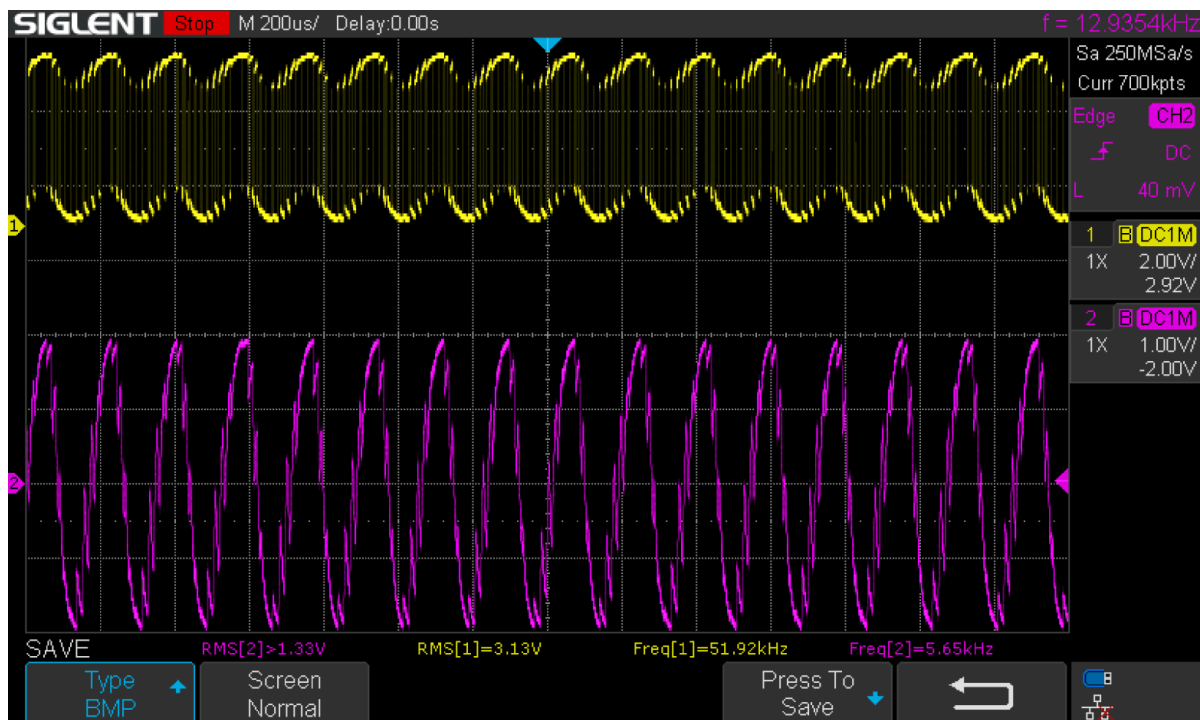 SIGLENT Stop M 200us/ Delay:0.00s f = 12.9354kHz
Sa 250MSa/s
Curr 700kpts
Edge CH2
DC
L 40 mV
1 B DC1M
1X 2.00V/
2.92V
2 B DC1M
1X 1.00V/
-2.00V
1
2
SAVE RMS[2]>1.33V RMS[1]=3.13V Freq[1]=51.92kHz Freq[2]=5.65kHz
Type
BMP
Screen
Normal
Press To
Save